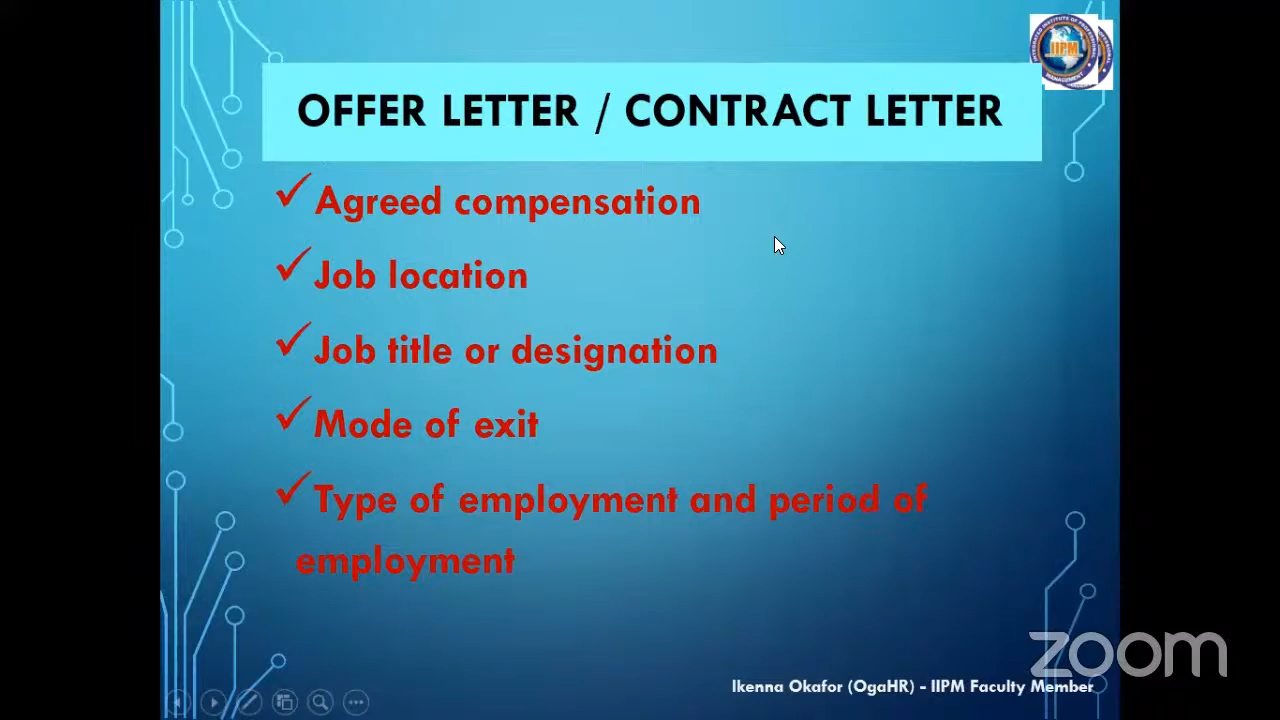 IIPM
OFFER LETTER / CONTRACT LETTER
Agreed compensation
Job location
Job title or designation
Mode of exit
Type of employment and period of
employment
zoom
Ikenna Okafor (OgaHR) - IIPM Faculty Member